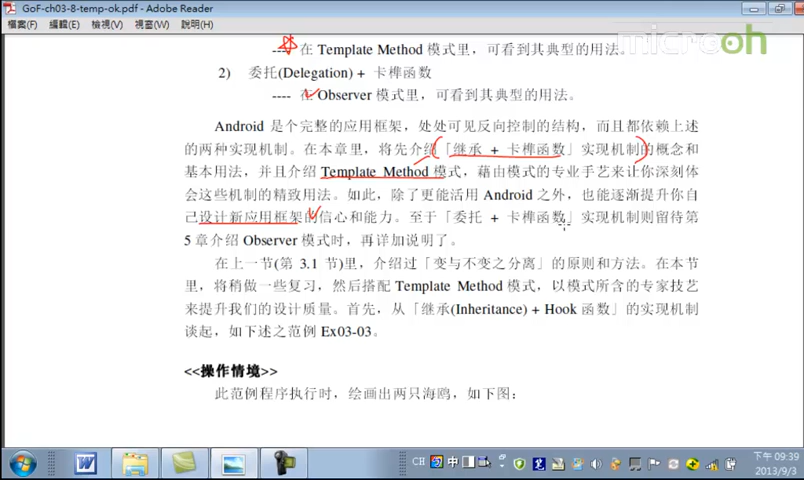 GoF-ch03-8-temp-ok.pdf - Adobe Reader
檔案(F) 編輯(E) 檢視(V) 視窗(W) 說明(H)
microoh
---- 在 Template Method 模式里，可看到其典型的用法。
2) 委托(Delegation) + 卡榫函数
---- 在 Observer 模式里，可看到其典型的用法。
Android 是个完整的应用框架，处处可见反向控制的结构，而且都依赖上述
的两种实现机制。在本章里，将先介绍「继承 + 卡榫函数」实现机制的概念和
基本用法，并且介绍 Template Method 模式，藉由模式的专业手艺来让你深刻体
会这些机制的精致用法。如此，除了更能活用 Android 之外，也能逐渐提升你自
己设计新应用框架的信心和能力。至于「委托 + 卡榫函数」实现机制则留待第
5 章介绍 Observer 模式时，再详加说明了。
在上一节(第 3.1 节)里，介绍过「变与不变之分离」的原则和方法。在本节
里，将稍做一些复习，然后搭配 Template Method 模式，以模式所含的专家技艺
来提升我们的设计质量。首先，从「继承(Inheritance) + Hook 函数」的实现机制
谈起，如下述之范例 Ex03-03。
<<操作情境>>
此范例程序执行时，绘画出两只海鸥，如下图：
CH 中
下午 09:39
2013/9/3